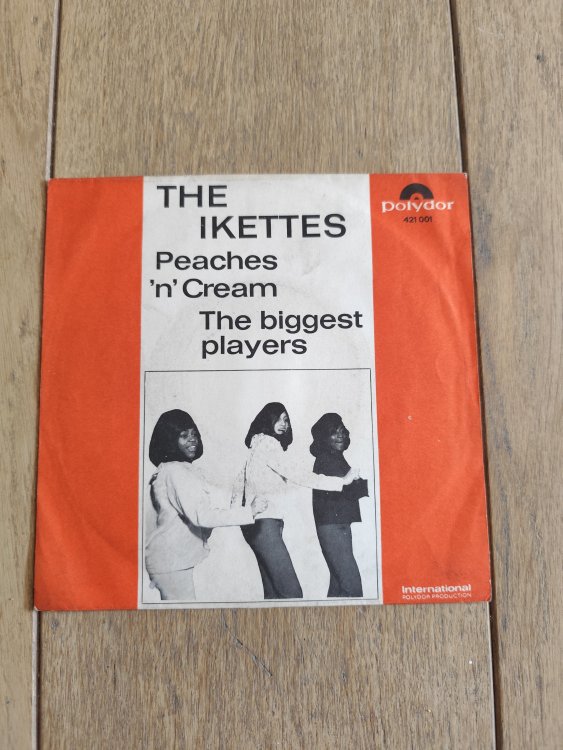 THE
IKETTES
Peaches
'n' Cream
The biggest
players
polydor
421 001
International
POLYDOR PRODUCTION